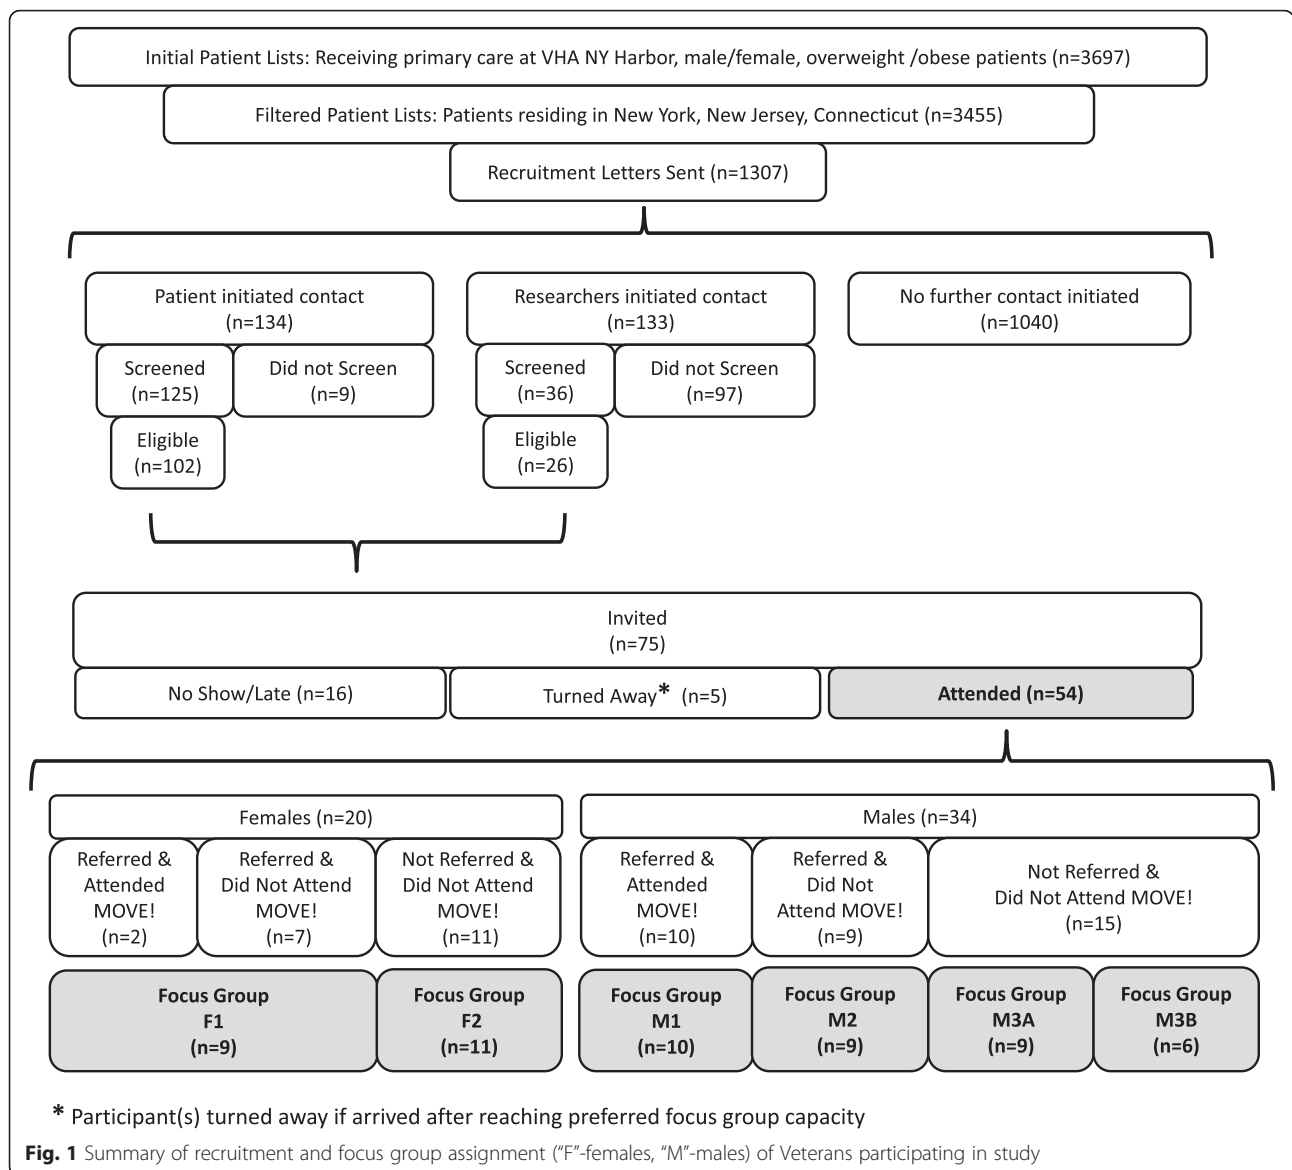 Initial Patient Lists: Receiving primary care at VHA NY Harbor, male/female, overweight /obese patients (n=3697)
Filtered Patient Lists: Patients residing in New York, New Jersey, Connecticut (n=3455)
Recruitment Letters Sent (n=1307)
Patient initiated contact
(n=134)
Researchers initiated contact
(n=133)
No further contact initiated
(n=1040)
Screened
(n=125)
Did not Screen
(n=9)
Screened
(n=36)
Did not Screen
(n=97)
Eligible
(n=102)
Eligible
(n=26)
Invited
(n=75)
No Show/Late (n=16)
Turned Away* (n=5)
Attended (n=54)
Females (n=20)
Males (n=34)
Referred &
Attended
MOVE!
(n=2)
Referred &
Did Not Attend
MOVE!
(n=7)
Not Referred &
Did Not Attend
MOVE!
(n=11)
Referred &
Attended
MOVE!
(n=10)
Referred &
Did Not
Attend MOVE!
(n=9)
Not Referred &
Did Not Attend MOVE!
(n=15)
Focus Group
F1
(n=9)
Focus Group
F2
(n=11)
Focus Group
M1
(n=10)
Focus Group
M2
(n=9)
Focus Group
M3A
(n=9)
Focus Group
M3B
(n=6)
* Participant(s) turned away if arrived after reaching preferred focus group capacity
Fig. 1 Summary of recruitment and focus group assignment (“F”-females, “M”-males) of Veterans participating in study